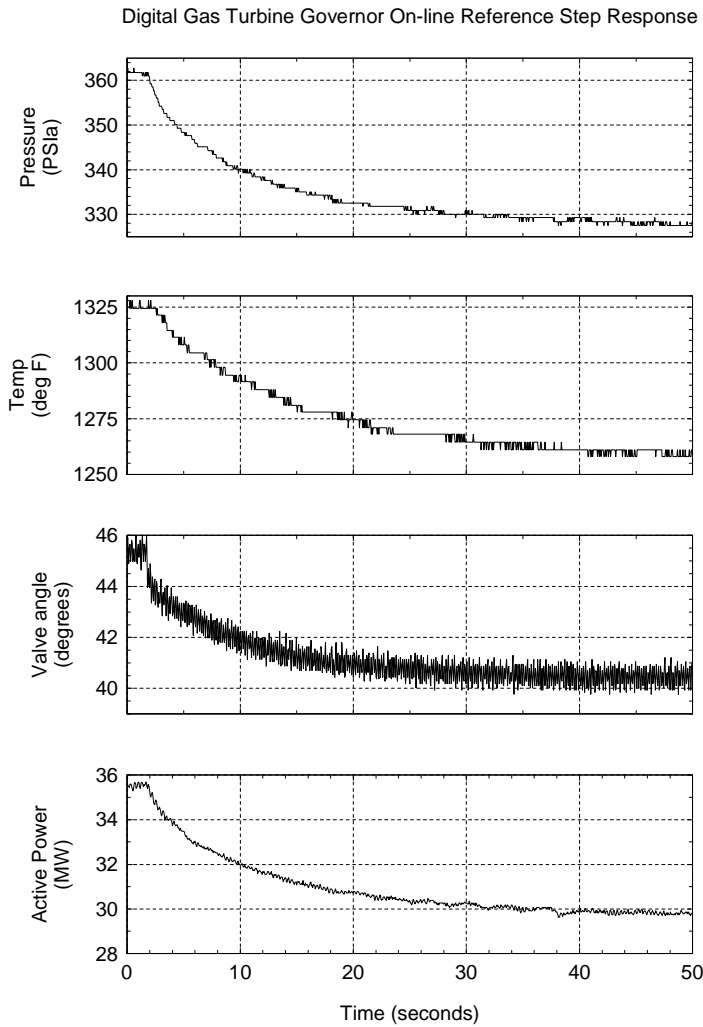 Digital Gas Turbine Governor On-line Reference Step Response
Pressure
(PSIa)
360
350
340
330
Temp
(deg F)
1325
1300
1275
1250
Valve angle
(degrees)
46
44
42
40
Active Power
(MW)
36
34
32
30
28
0 10 20 30 40 50
Time (seconds)